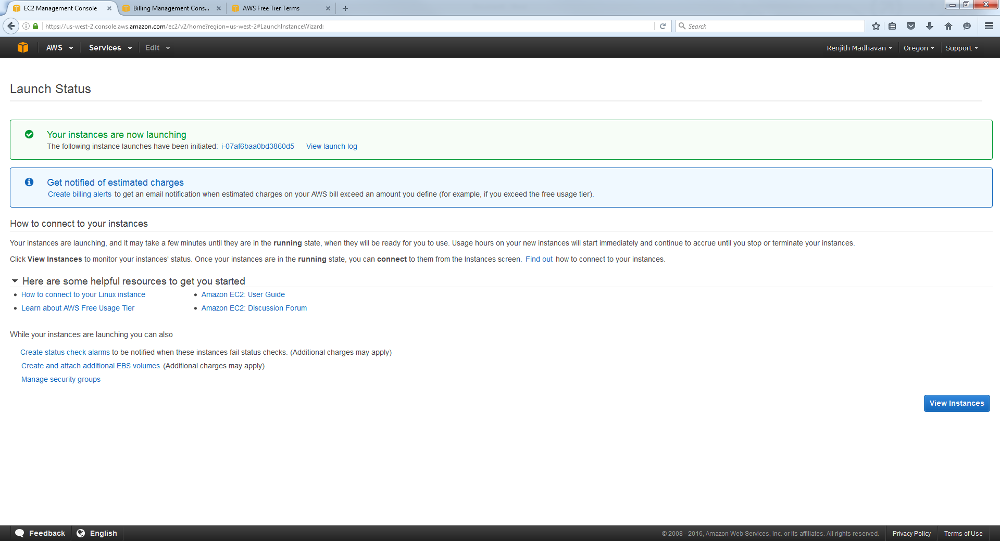 EC2 Management Console
Billing Management Cons...
AWS Free Tier Terms
https://us-west-2.console.aws.amazon.com/ec2/v2/home?region=us-west-2#LaunchInstanceWizard:
Search
AWS
Services
Edit
Renjith Madhavan
Oregon
Support
Launch Status
Your instances are now launching
The following instance launches have been initiated: i-07af6baa0bd3860d5 View launch log
Get notified of estimated charges
Create billing alerts to get an email notification when estimated charges on your AWS bill exceed an amount you define (for example, if you exceed the free usage tier).
How to connect to your instances
Your instances are launching, and it may take a few minutes until they are in the running state, when they will be ready for you to use. Usage hours on your new instances will start immediately and continue to accrue until you stop or terminate your instances.
Click View Instances to monitor your instances' status. Once your instances are in the running state, you can connect to them from the Instances screen. Find out how to connect to your instances.
Here are some helpful resources to get you started
• How to connect to your Linux instance
• Amazon EC2: User Guide
• Learn about AWS Free Usage Tier
• Amazon EC2: Discussion Forum
While your instances are launching you can also
Create status check alarms to be notified when these instances fail status checks. (Additional charges may apply)
Create and attach additional EBS volumes (Additional charges may apply)
Manage security groups
View Instances
Feedback
English
© 2008 - 2016, Amazon Web Services, Inc. or its affiliates. All rights reserved.
Privacy Policy
Terms of Use